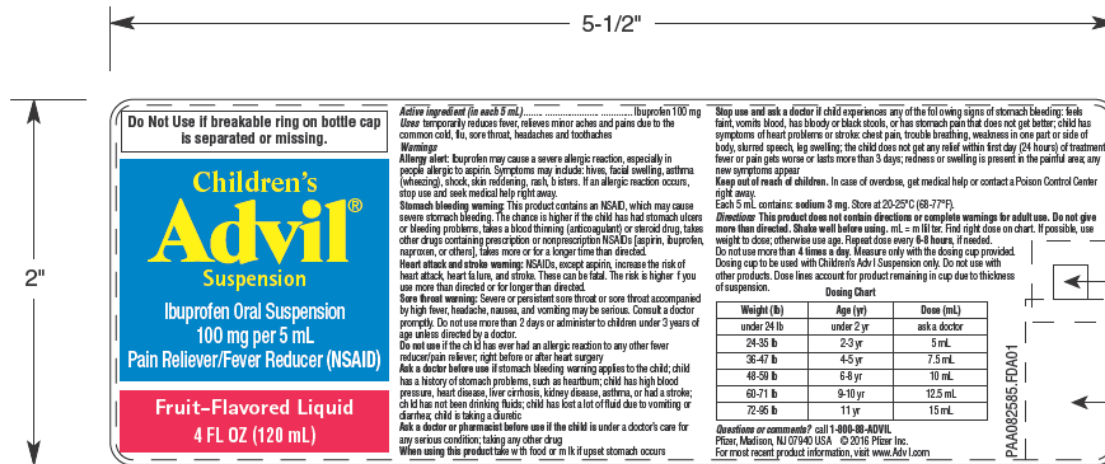 5-1/2"
2"
Do Not Use if breakable ring on bottle cap
is separated or missing.
Children's
Advil®
Suspension
Ibuprofen Oral Suspension
100 mg per 5 mL
Pain Reliever/Fever Reducer (NSAID)
Fruit-Flavored Liquid
4 FL OZ (120 mL)
Active ingredient (in each 5 mL)........ ........................ .............. Ibuprofen 100 mg
Uses temporarily reduces fever, relieves minor aches and pains due to the
common cold, flu, sore throat, headaches and toothaches
Warnings
Allergy alert: Ibuprofen may cause a severe allergic reaction, especially in
people allergic to aspirin. Symptoms may include: hives, facial swelling, asthma
(wheezing), shock, skin reddening, rash, b isters. If an allergic reaction occurs,
stop use and seek medical help right away.
Stomach bleeding warning: This product contains an NSAID, which may cause
severe stomach bleeding. The chance is higher if the child has had stomach ulcers
or bleeding problems, takes a blood thinning (anticoagulant) or steroid drug, takes
other drugs containing prescription or nonprescription NSAIDs [aspirin, ibuprofen,
naproxen, or others], takes more or for a longer time than directed.
Heart attack and stroke warning: NSAIDs, except aspirin, increase the risk of
heart attack, heart fa lure, and stroke. These can be fatal. The risk is higher f you
use more than directed or for longer than directed.
Sore throat warning: Severe or persistent sore throat or sore throat accompanied
by high fever, headache, nausea, and vomiting may be serious. Consult a doctor
promptly. Do not use more than 2 days or administer to children under 3 years of
age unless directed by a doctor.
Do not use if the ch ld has ever had an allergic reaction to any other fever
reducer/pain reliever; right before or after heart surgery
Ask a doctor before use if stomach bleeding warning applies to the child; child
has a history of stomach problems, such as heartburn; child has high blood
pressure, heart disease, liver cirrhosis, kidney disease, asthma, or had a stroke;
ch ld has not been drinking fluids; child has lost a lot of fluid due to vomiting or
diarrhea; child is taking a diuretic
Ask a doctor or pharmacist before use if the child is under a doctor's care for
any serious condition; taking any other drug
When using this product take with food or m lk if upset stomach occurs
Stop use and ask a doctor if child experiences any of the fol owing signs of stomach bleeding: feels
faint, vomits blood, has bloody or black stools, or has stomach pain that does not get better; child has
symptoms of heart problems or stroke: chest pain, trouble breathing, weakness in one part or side of
body, slurred speech, leg swelling; the child does not get any relief within first day (24 hours) of treatment
fever or pain gets worse or lasts more than 3 days; redness or swelling is present in the painful area; any
new symptoms appear
Keep out of reach of children. In case of overdose, get medical help or contact a Poison Control Center
right away.
Each 5 mL contains: sodium 3 mg. Store at 20-25°C (68-77°F).
Directions This product does not contain directions or complete warnings for adult use. Do not give
more than directed. Shake well before using. mL = m lil ter. Find right dose on chart. If possible, use
weight to dose; otherwise use age. Repeat dose every 6-8 hours, if needed.
Do not use more than 4 times a day. Measure only with the dosing cup provided.
Dosing cup to be used with Children's Adv l Suspension only. Do not use with
other products. Dose lines account for product remaining in cup due to thickness
of suspension.
Dosing Chart
Weight (lb) Age (yr) Dose (mL)
under 24 lb under 2 yr ask a doctor
24-35 lb 2-3 yr 5 mL
36-47 lb 4-5 yr 7.5 mL
48-59 lb 6-8 yr 10 mL
60-71 lb 9-10 yr 12.5 mL
72-95 lb 11 yr 15 mL
Questions or comments? call 1-800-88-ADVIL
Pfizer, Madison, NJ 07940 USA © 2016 Pfizer Inc.
For most recent product information, visit www.Adv l.com
PAA082585.FDA01